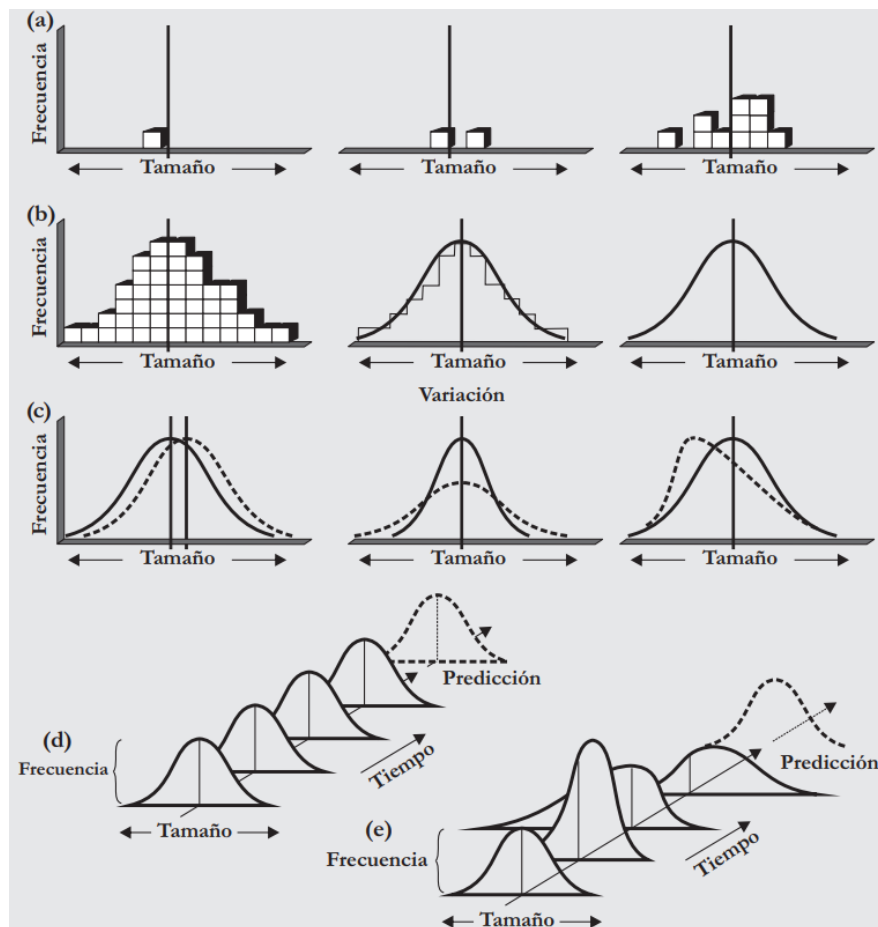 (a)
Frecuencia
Tamaño
Tamaño
Tamaño
(b)
Frecuencia
Tamaño
Tamaño
Tamaño
Variación
(c)
Frecuencia
Tamaño
Tamaño
Tamaño
(d)
Frecuencia
Tamaño
Tiempo
Predicción
(e)
Frecuencia
Tamaño
Tiempo
Predicción